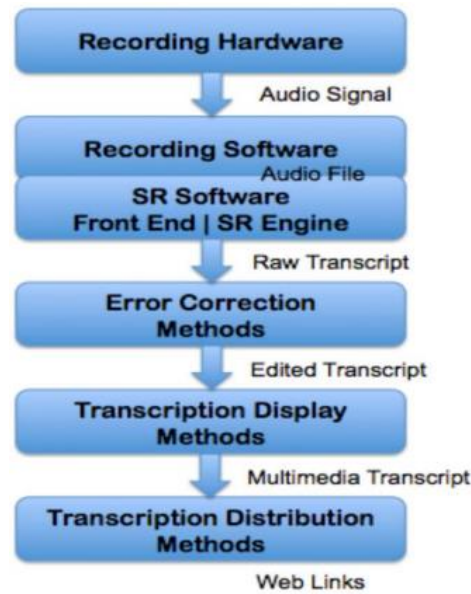 Recording Hardware
Audio Signal
Recording Software
Audio File
SR Software
Front End | SR Engine
Raw Transcript
Error Correction
Methods
Edited Transcript
Transcription Display
Methods
Multimedia Transcript
Transcription Distribution
Methods
Web Links